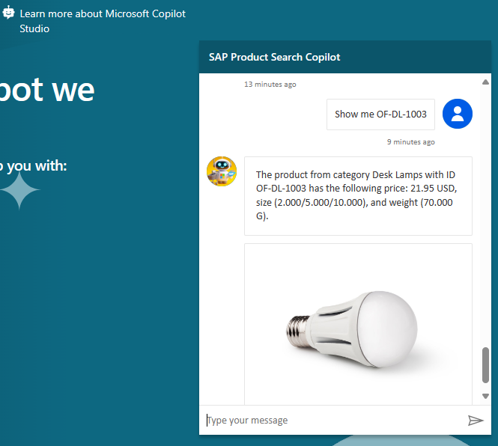 Learn more about Microsoft Copilot
Studio
SAP Product Search Copilot
13 minutes ago
Show me OF-DL-1003
9 minutes ago
The product from category Desk Lamps with ID
OF-DL-1003 has the following price: 21.95 USD,
size (2.000/5.000/10.000), and weight (70.000
G).
we
you with:
Type your message